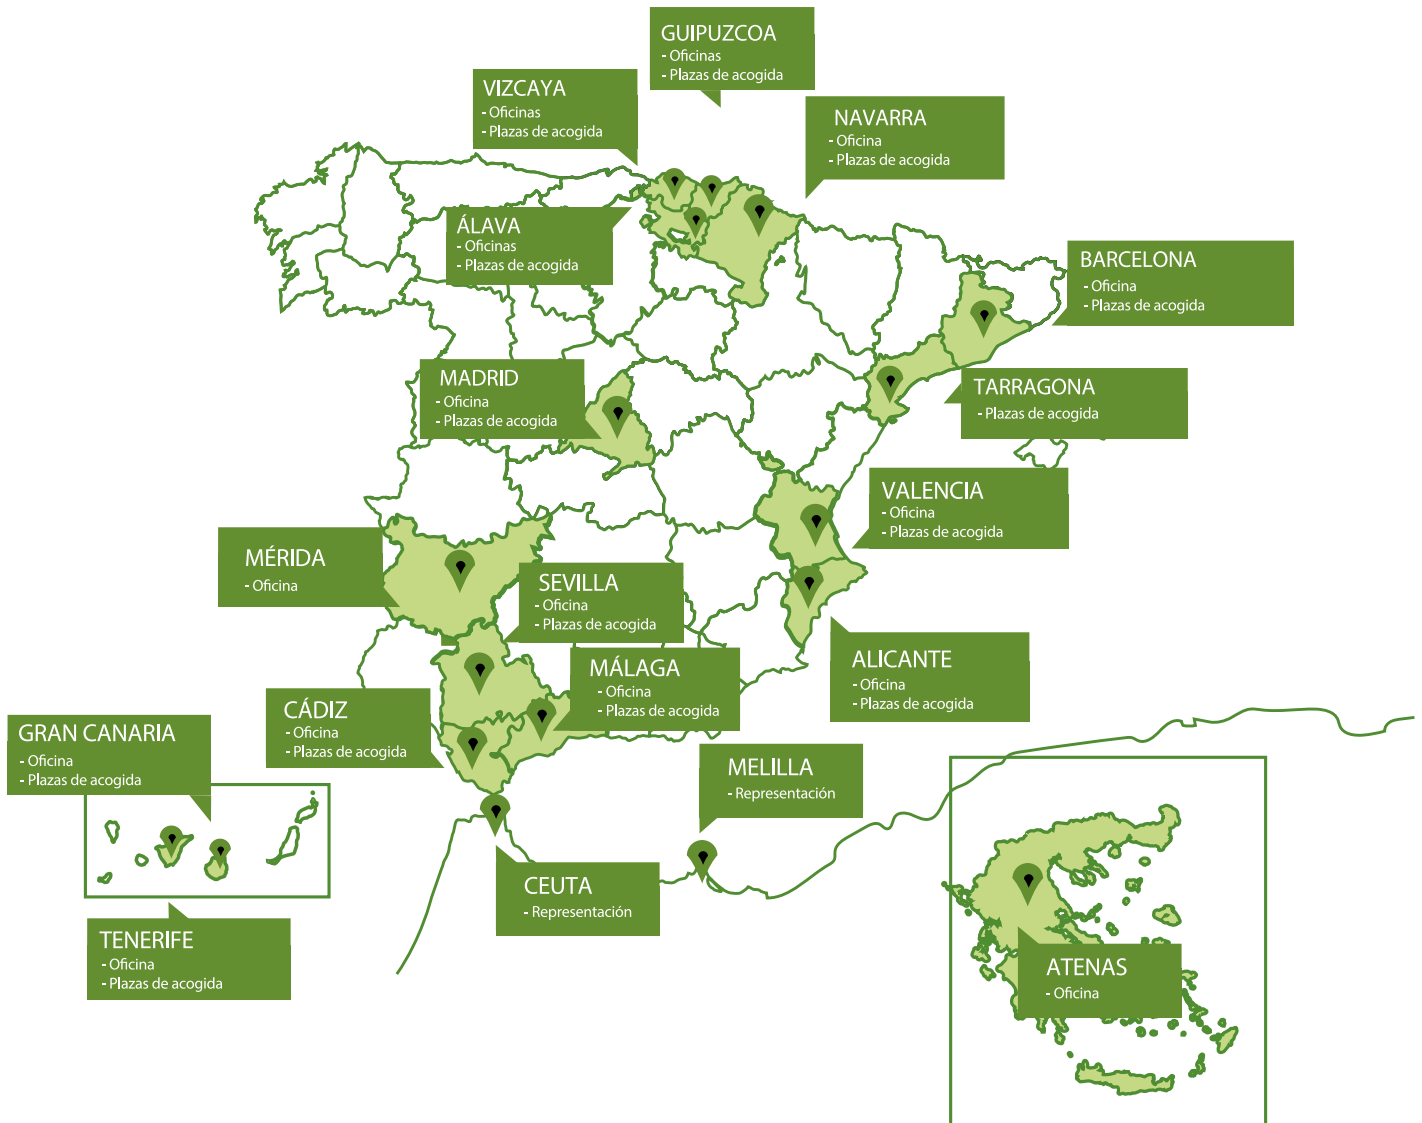 GUIPUZCOA
- Oficinas
- Plazas de acogida
VIZCAYA
- Oficinas
- Plazas de acogida
NAVARRA
- Oficina
- Plazas de acogida
ÁLAVA
- Oficinas
- Plazas de acogida
BARCELONA
- Oficina
- Plazas de acogida
MADRID
- Oficina
- Plazas de acogida
TARRAGONA
- Plazas de acogida
VALENCIA
- Oficina
- Plazas de acogida
MÉRIDA
- Oficina
SEVILLA
- Oficina
- Plazas de acogida
ALICANTE
- Oficina
- Plazas de acogida
MÁLAGA
- Oficina
- Plazas de acogida
CÁDIZ
- Oficina
- Plazas de acogida
GRAN CANARIA
- Oficina
- Plazas de acogida
MELILLA
- Representación
CEUTA
- Representación
TENERIFE
- Oficina
- Plazas de acogida
ATENAS
- Oficina